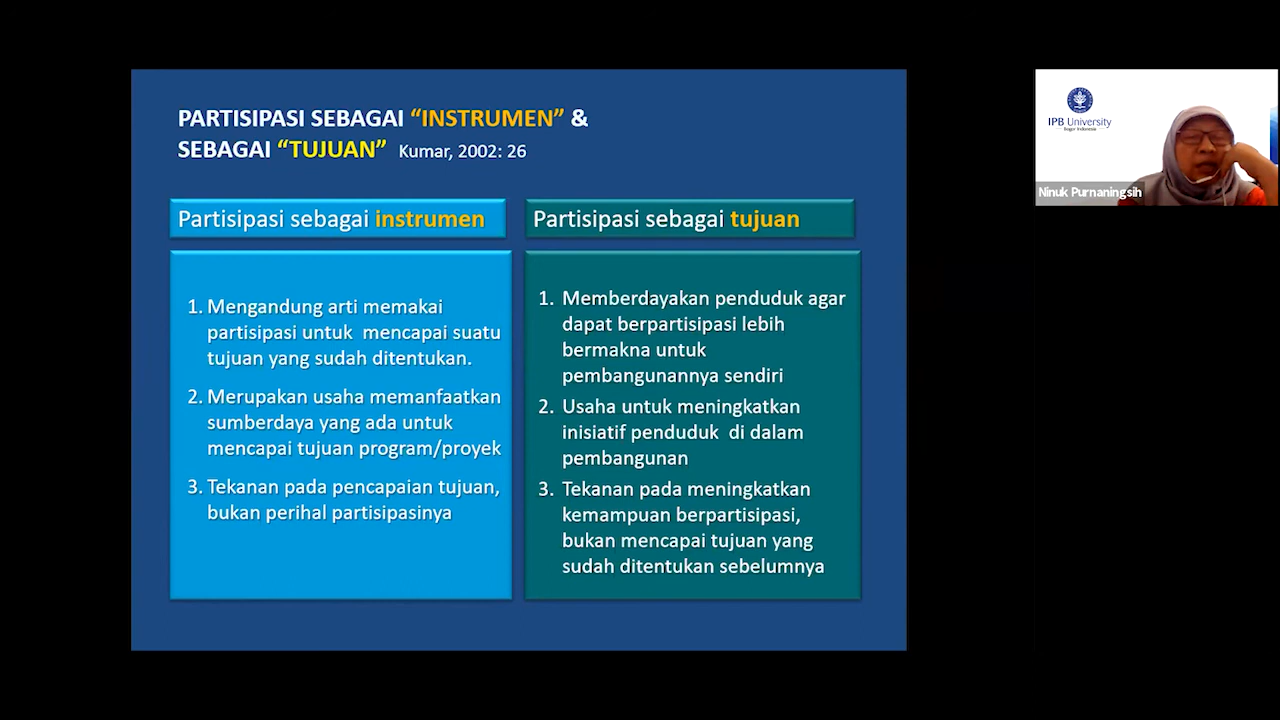 PARTISIPASI SEBAGAI “INSTRUMEN” &
SEBAGAI “TUJUAN” Kumar, 2002: 26
Partisipasi sebagai instrumen
1. Mengandung arti memakai
partisipasi untuk mencapai suatu
tujuan yang sudah ditentukan.
2. Merupakan usaha memanfaatkan
sumberdaya yang ada untuk
mencapai tujuan program/proyek
3. Tekanan pada pencapaian tujuan,
bukan perihal partisipasinya
Partisipasi sebagai tujuan
1. Memberdayakan penduduk agar
dapat berpartisipasi lebih
bermakna untuk
pembangunannya sendiri
2. Usaha untuk meningkatkan
inisiatif penduduk di dalam
pembangunan
3. Tekanan pada meningkatkan
kemampuan berpartisipasi,
bukan mencapai tujuan yang
sudah ditentukan sebelumnya
IPB University
Bogor Indonesia
Ninuk Purnaningsih